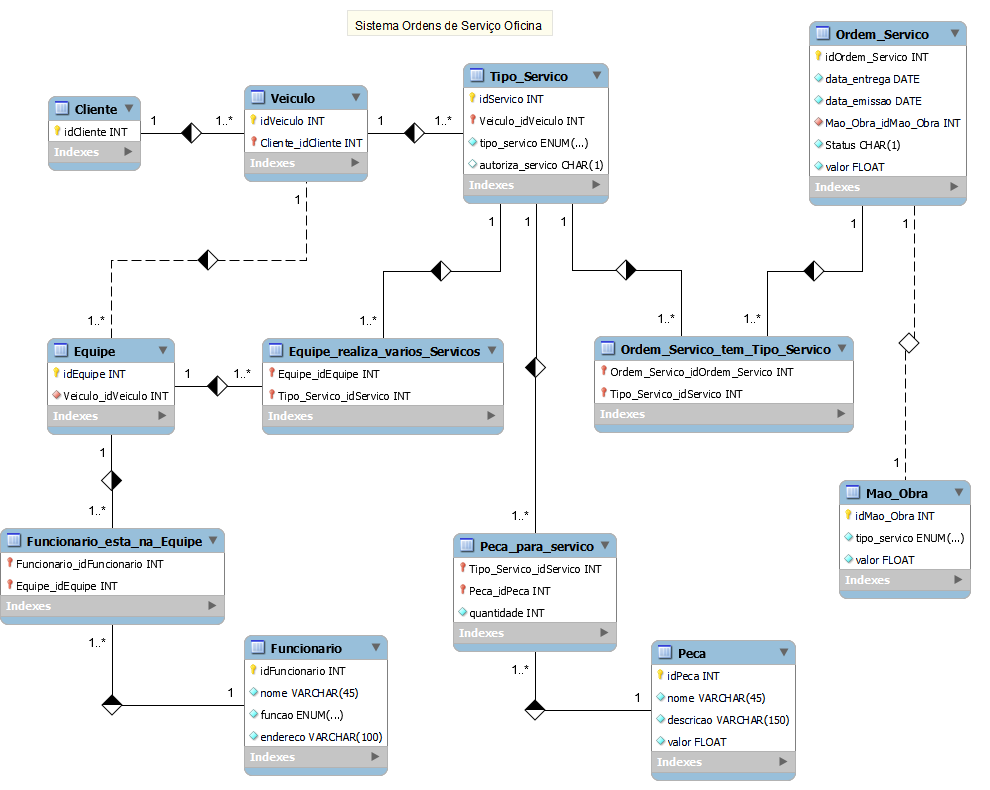 Sistema Ordens de Serviço Oficina
Cliente
idCliente INT
Indexes
1
1..*
Veiculo
idVeiculo INT
Cliente_idCliente INT
Indexes
1
1..*
Tipo_Servico
idServico INT
Veiculo_idVeiculo INT
tipo_servico ENUM(...)
autoriza_servico CHAR(1)
Indexes
Ordem_Servico
idOrdem_Servico INT
data_entrega DATE
data_emissao DATE
Mao_Obra_idMao_Obra INT
Status CHAR(1)
valor FLOAT
Indexes
1
1..*
1
1..*
1
1..*
1
1..*
1
1..*
1
1
Equipe
idEquipe INT
Veiculo_idVeiculo INT
Indexes
1
1..*
Equipe_realiza_varios_Servicos
Equipe_idEquipe INT
Tipo_Servico_idServico INT
Indexes
Ordem_Servico_tem_Tipo_Servico
Ordem_Servico_idOrdem_Servico INT
Tipo_Servico_idServico INT
Indexes
Mao_Obra
idMao_Obra INT
tipo_servico ENUM(...)
valor FLOAT
Indexes
1
1..*
Funcionario_esta_na_Equipe
Funcionario_idFuncionario INT
Equipe_idEquipe INT
Indexes
1..*
1
Funcionario
idFuncionario INT
nome VARCHAR(45)
funcao ENUM(...)
endereco VARCHAR(100)
Indexes
Peca_para_servico
Tipo_Servico_idServico INT
Peca_idPeca INT
quantidade INT
Indexes
1..*
1
Peca
idPeca INT
nome VARCHAR(45)
descricao VARCHAR(150)
valor FLOAT
Indexes